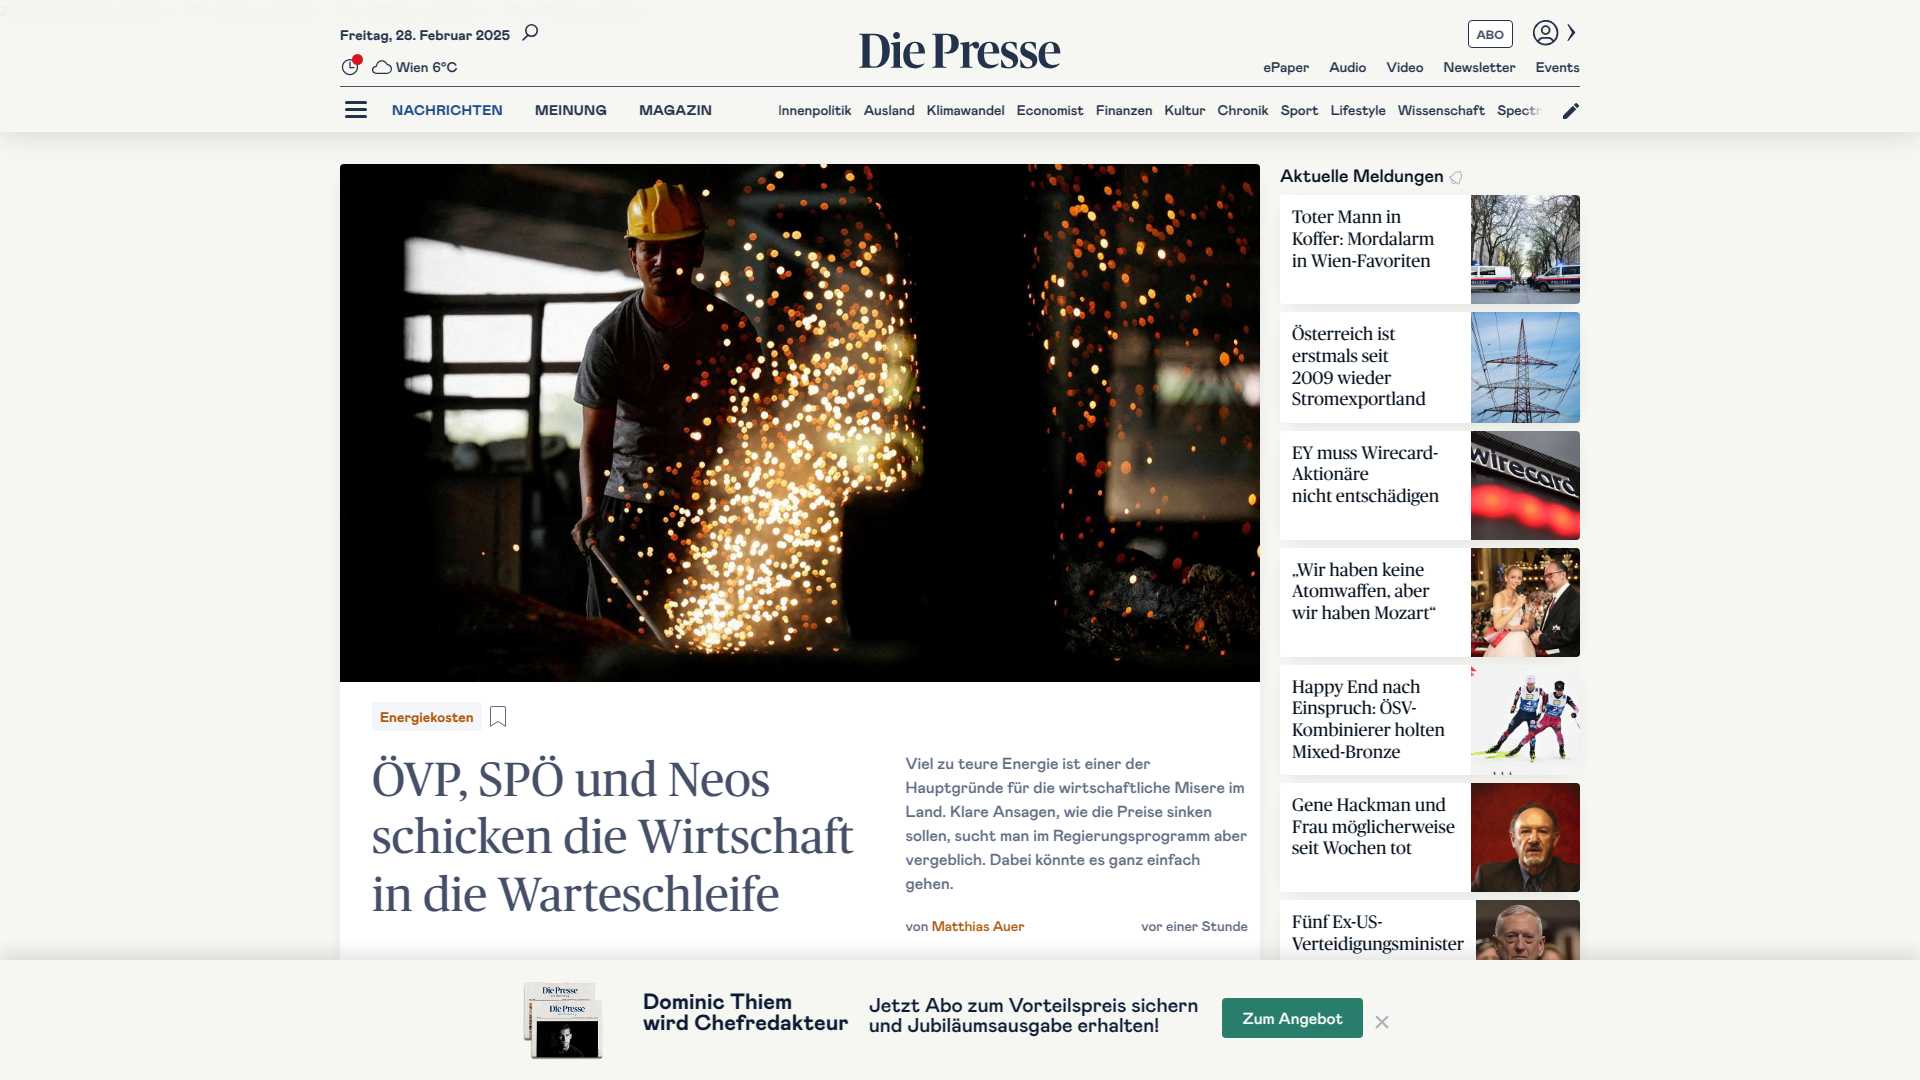 Freitag, 28. Februar 2025
Wien 6°C
Die Presse
ABO
ePaper Audio Video Newsletter Events
NACHRICHTEN MEINUNG MAGAZIN
Innenpolitik Ausland Klimawandel Economist Finanzen Kultur Chronik Sport Lifestyle Wissenschaft Spectr
Energiekosten
ÖVP, SPÖ und Neos
schicken die Wirtschaft
in die Warteschleife
Viel zu teure Energie ist einer der
Hauptgründe für die wirtschaftliche Misere im
Land. Klare Ansagen, wie die Preise sinken
sollen, sucht man im Regierungsprogramm aber
vergeblich. Dabei könnte es ganz einfach
gehen.
von Matthias Auer
vor einer Stunde
Aktuelle Meldungen
Toter Mann in
Koffer: Mordalarm
in Wien-Favoriten
Österreich ist
erstmals seit
2009 wieder
Stromexportland
EY muss Wirecard-
Aktionäre
nicht entschädigen
wirecard
„Wir haben keine
Atomwaffen, aber
wir haben Mozart“
Happy End nach
Einspruch: ÖSV-
Kombinierer holten
Mixed-Bronze
Gene Hackman und
Frau möglicherweise
seit Wochen tot
Fünf Ex-US-
Verteidigungsminister
Die Presse
Die Presse
Dominic Thiem
wird Chefredakteur
Jetzt Abo zum Vorteilspreis sichern
und Jubiläumsausgabe erhalten!
Zum Angebot